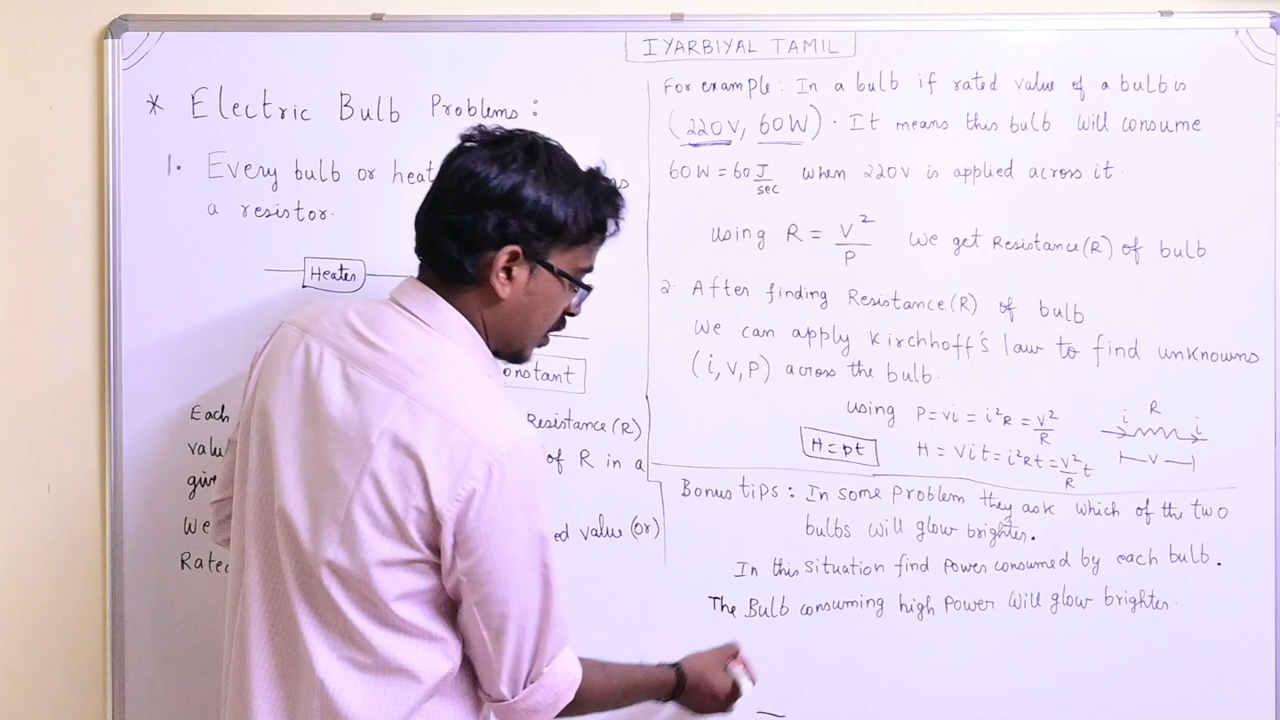 IYARBIYAL TAMIL
* Electric Bulb Problems:
1. Every bulb or
a resistor.
Heater
onstant
Each Resistance (R)
of R in a
We ed value (or)
Rate
For example: In a bulb if rated value of a bulb is
(220V, 60W). It means this bulb will consume
60W = 60 J/sec when 220V is applied across it.
using R = V²/P We get Resistance(R) of bulb
2. After finding Resistance(R) of bulb
We can apply Kirchhoff's law to find unknowns
(i, V, P) across the bulb.
using P = Vi = i²R = V²/R
H = pt H = Vit = i²Rt = V²/R t
i R i
V
Bonus tips: In some problem they ask which of the two
bulbs will glow brighter.
In this situation find power consumed by each bulb.
The Bulb consuming high power will glow brighter.